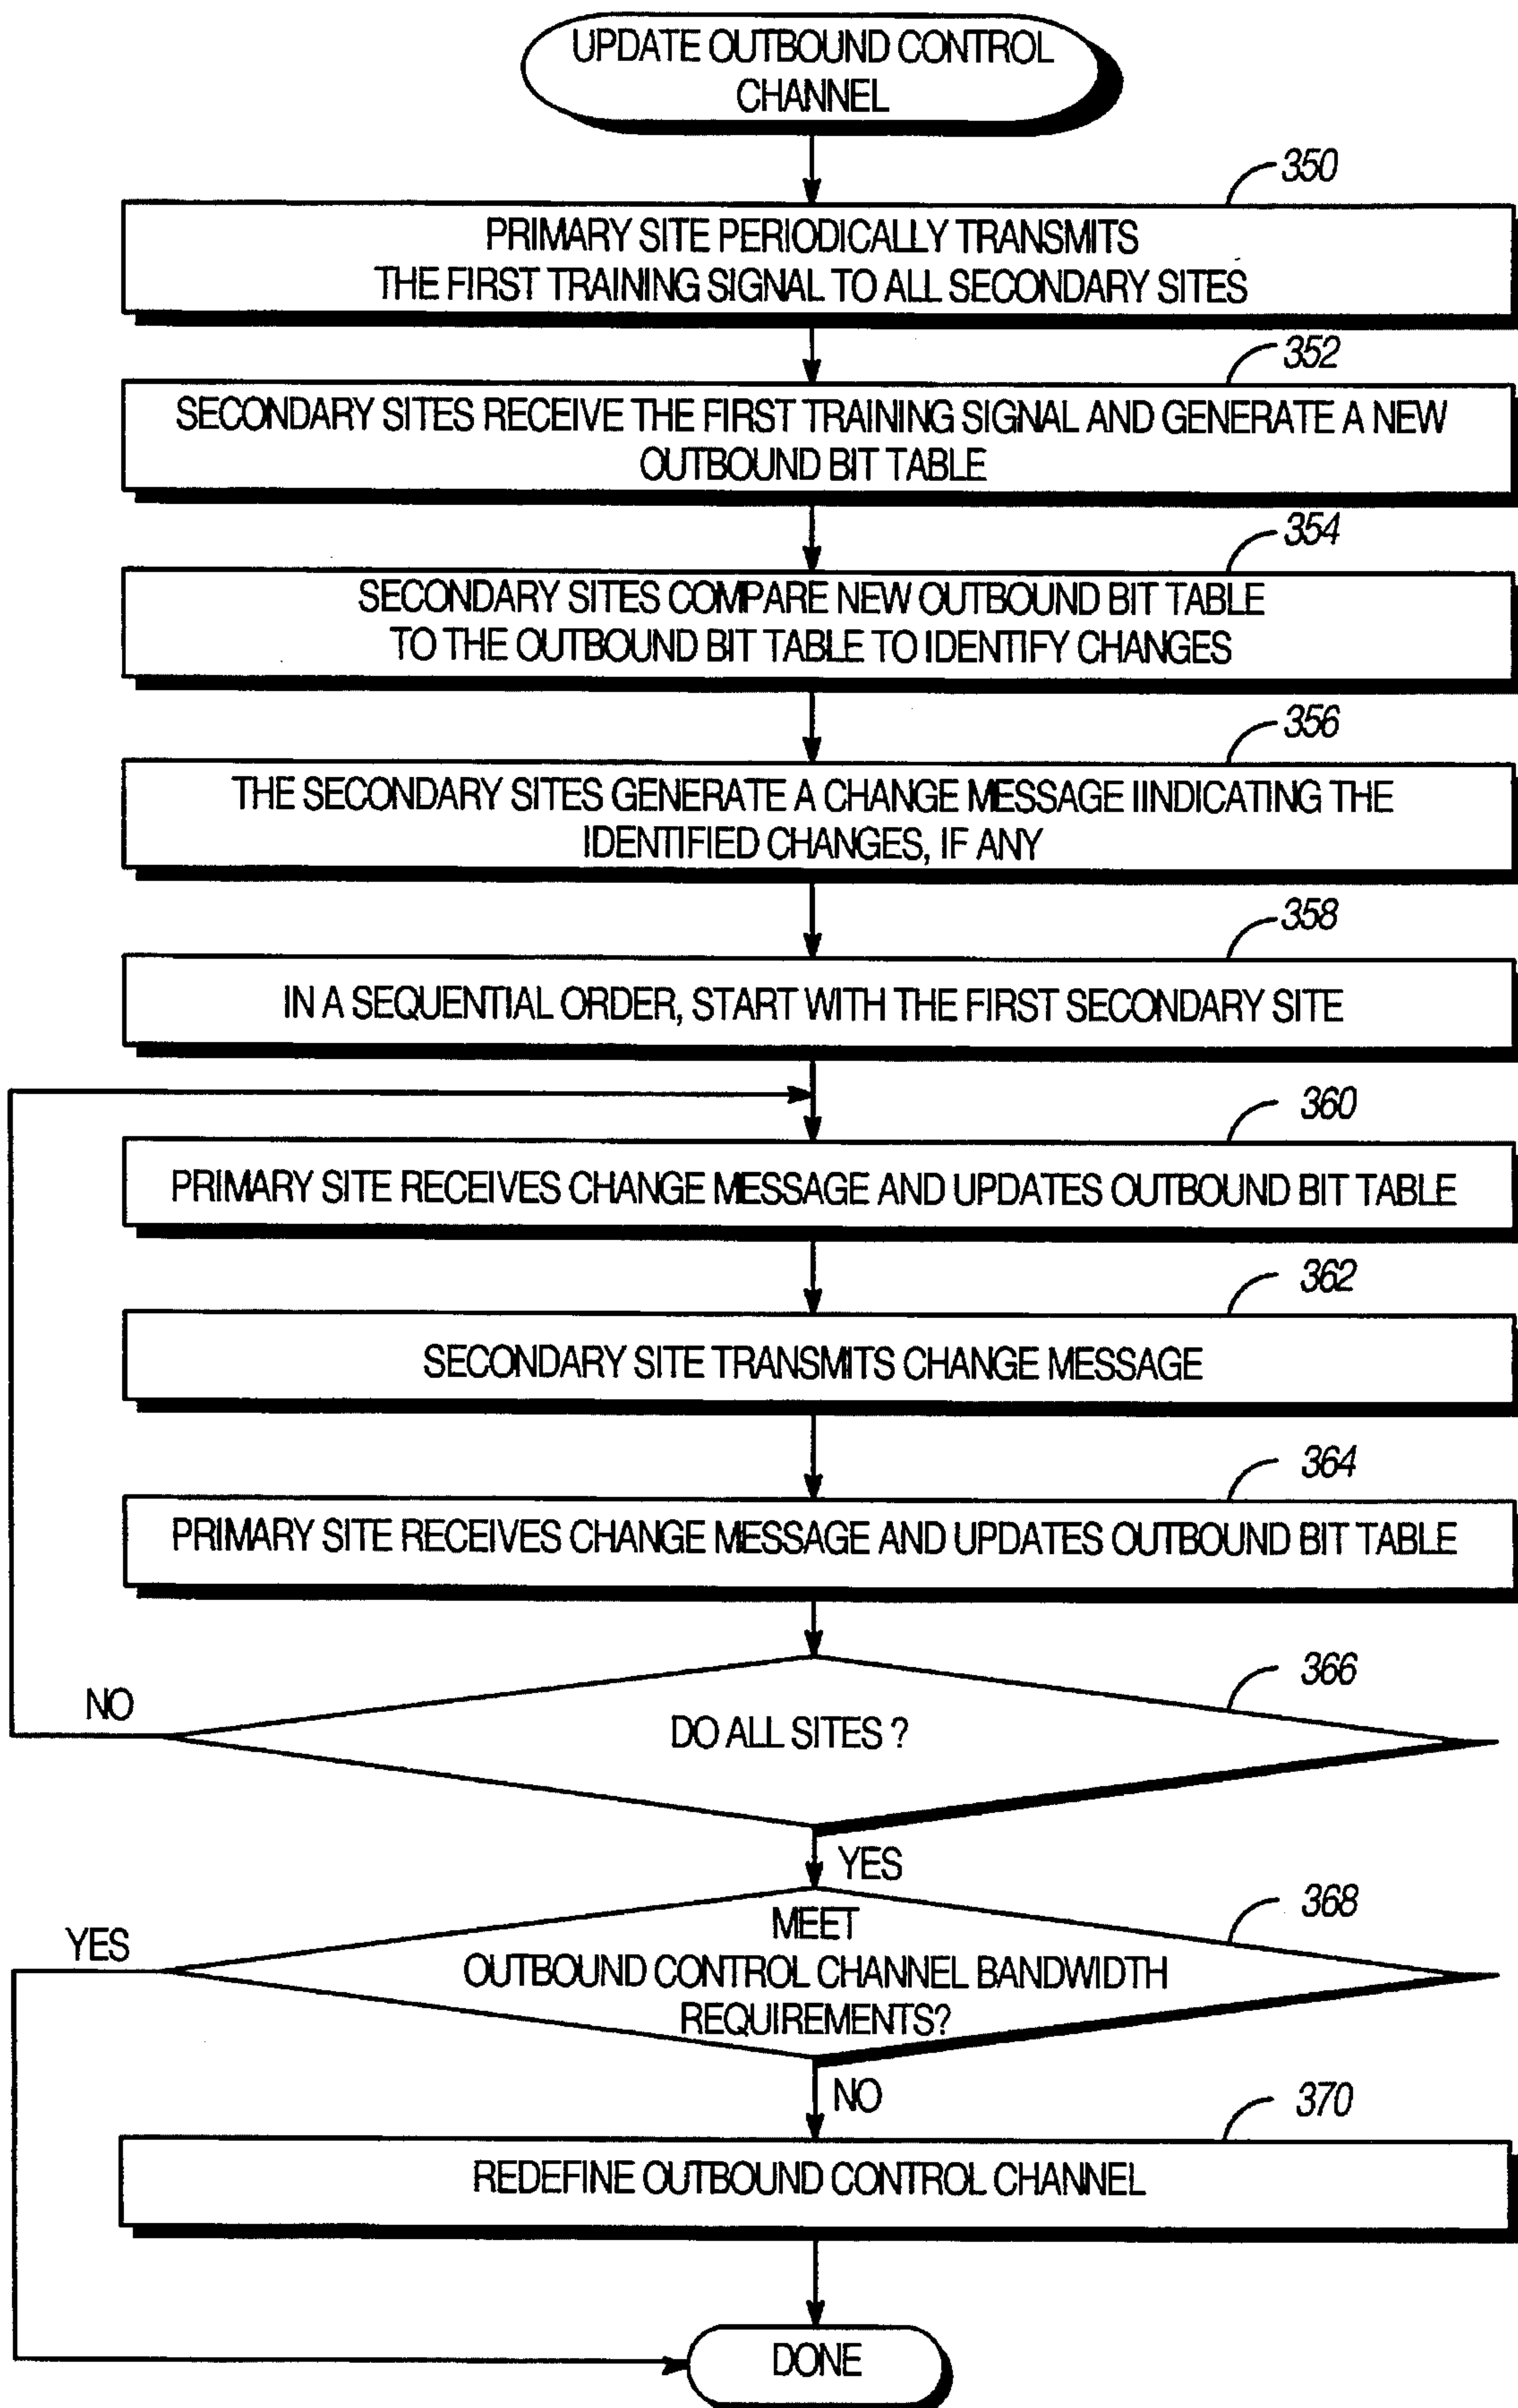 UPDATE OUTBOUND CONTROL
CHANNEL
350
PRIMARY SITE PERIODICALLY TRANSMITS
THE FIRST TRAINING SIGNAL TO ALL SECONDARY SITES
352
SECONDARY SITES RECEIVE THE FIRST TRAINING SIGNAL AND GENERATE A NEW
OUTBOUND BIT TABLE
354
SECONDARY SITES COMPARE NEW OUTBOUND BIT TABLE
TO THE OUTBOUND BIT TABLE TO IDENTIFY CHANGES
356
THE SECONDARY SITES GENERATE A CHANGE MESSAGE IINDICATING THE
IDENTIFIED CHANGES, IF ANY
358
IN A SEQUENTIAL ORDER, START WITH THE FIRST SECONDARY SITE
360
PRIMARY SITE RECEIVES CHANGE MESSAGE AND UPDATES OUTBOUND BIT TABLE
362
SECONDARY SITE TRANSMITS CHANGE MESSAGE
364
PRIMARY SITE RECEIVES CHANGE MESSAGE AND UPDATES OUTBOUND BIT TABLE
366
NO
DO ALL SITES ?
YES
368
YES
MEET
OUTBOUND CONTROL CHANNEL BANDWIDTH
REQUIREMENTS?
NO
370
REDEFINE OUTBOUND CONTROL CHANNEL
DONE